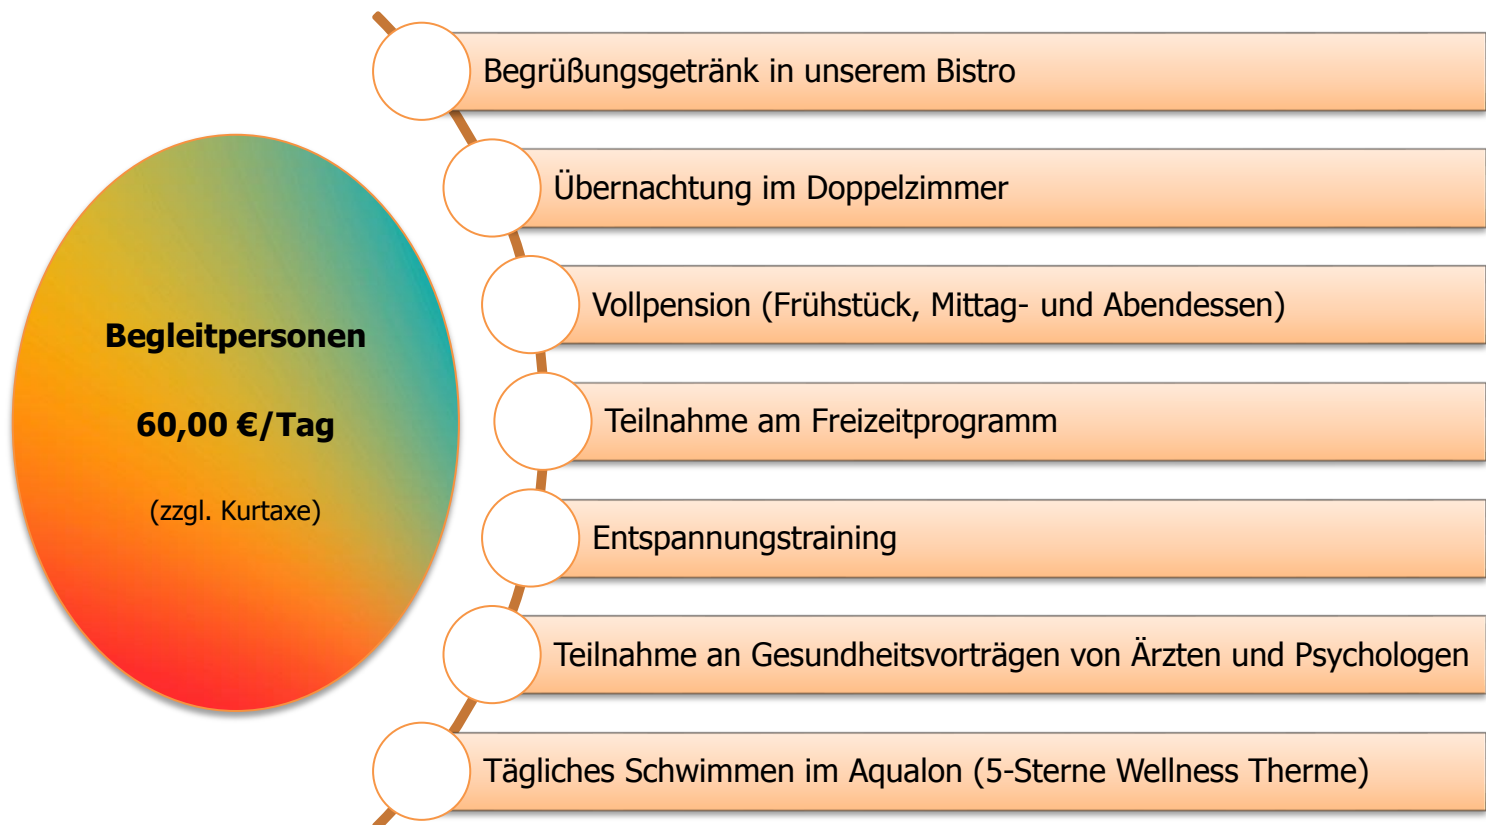 Begleitpersonen
60,00 €/Tag
(zzgl. Kurtaxe)
Begrüßungsgetränk in unserem Bistro
Übernachtung im Doppelzimmer
Vollpension (Frühstück, Mittag- und Abendessen)
Teilnahme am Freizeitprogramm
Entspannungstraining
Teilnahme an Gesundheitsvorträgen von Ärzten und Psychologen
Tägliches Schwimmen im Aqualon (5-Sterne Wellness Therme)